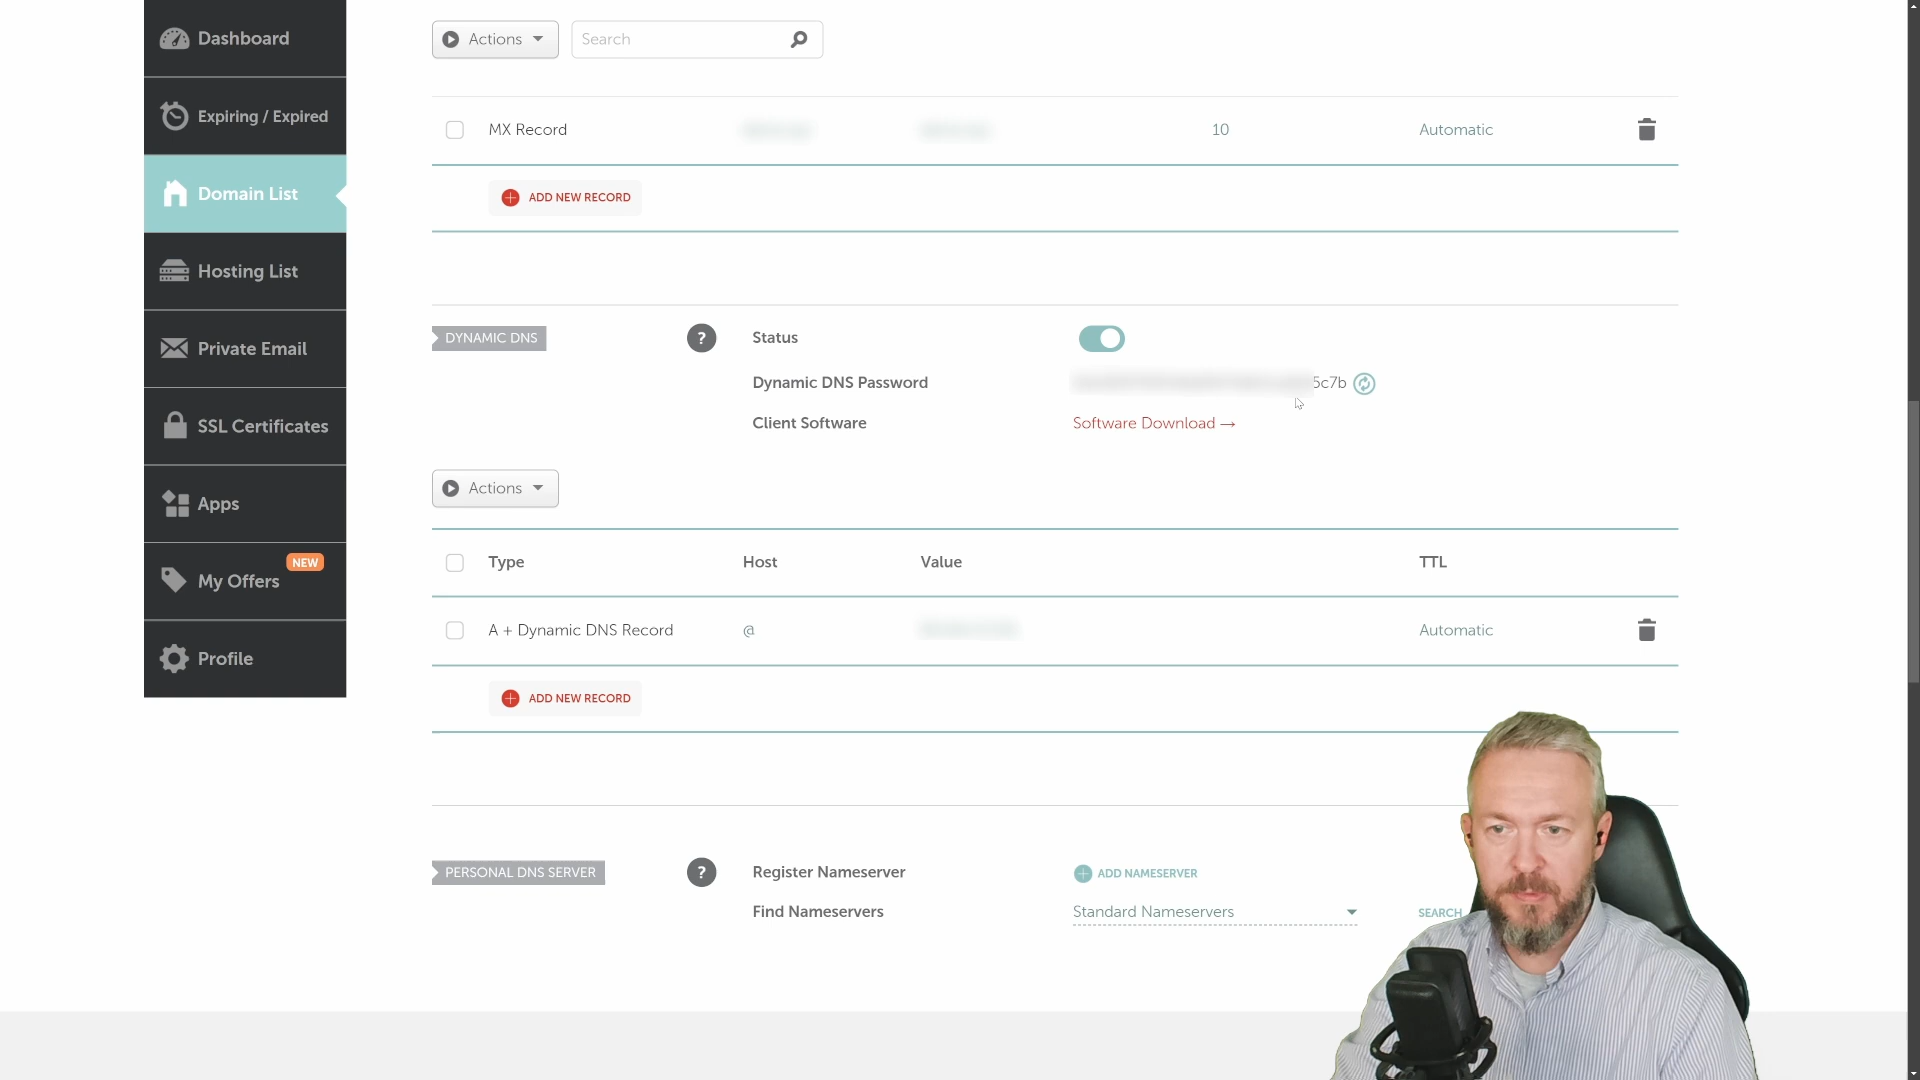 Dashboard
Expiring / Expired
Domain List
Hosting List
Private Email
SSL Certificates
Apps
NEW
My Offers
Profile
Actions
Search
MX Record 10 Automatic
ADD NEW RECORD
DYNAMIC DNS ? Status
Dynamic DNS Password 5c7b
Client Software Software Download →
Actions
Type Host Value TTL
A + Dynamic DNS Record @ Automatic
ADD NEW RECORD
PERSONAL DNS SERVER ? Register Nameserver ADD NAMESERVER
Find Nameservers Standard Nameservers SEARCH